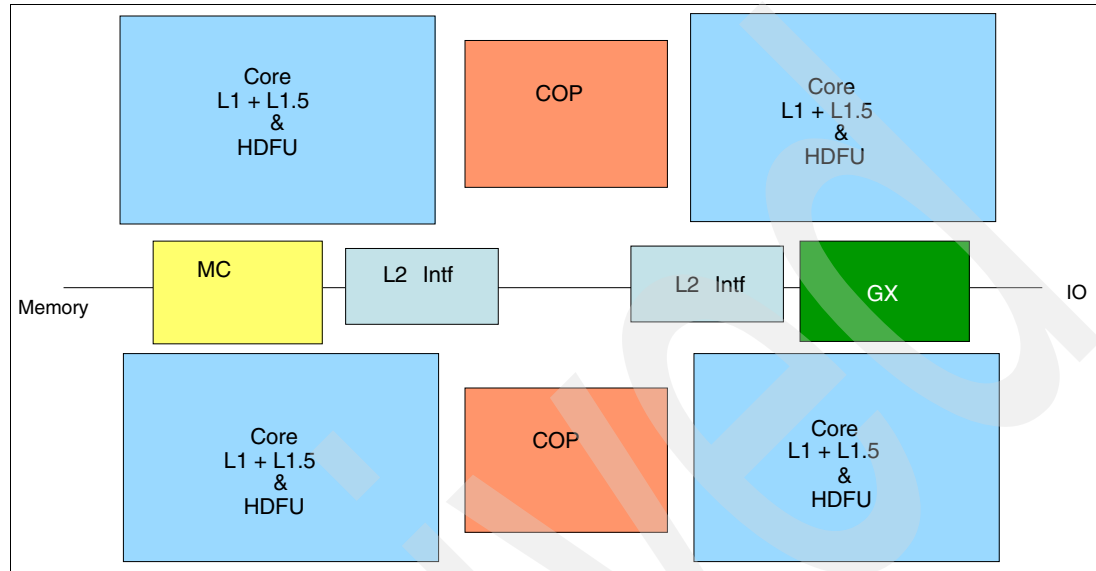 Core
L1 + L1.5
&
HDFU
COP
Core
L1 + L1.5
&
HDFU
Memory
MC
L2 Intf
L2 Intf
GX
IO
Core
L1 + L1.5
&
HDFU
COP
Core
L1 + L1.5
&
HDFU